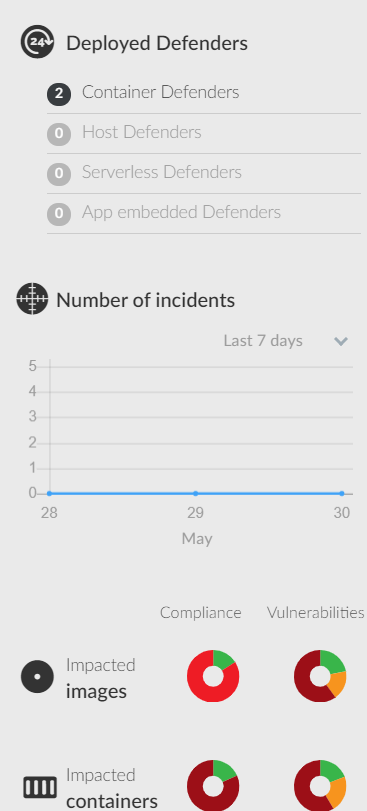 24
Deployed Defenders
2 Container Defenders
0 Host Defenders
0 Serverless Defenders
0 App embedded Defenders
Number of incidents
Last 7 days
5
4
3
2
1
0
28 29 30
May
Compliance Vulnerabilities
Impacted
images
Impacted
containers